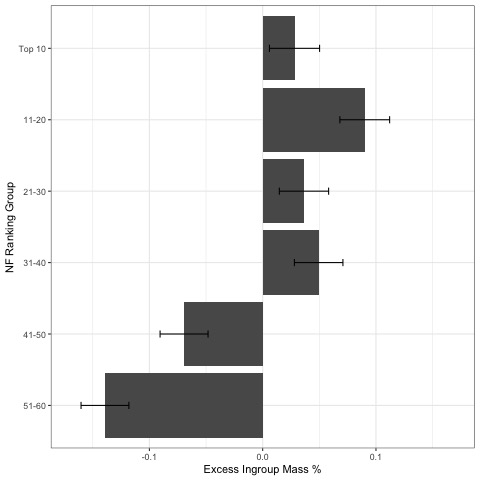 NF Ranking Group
Top 10
11-20
21-30
31-40
41-50
51-60
-0.1
0.0
0.1
Excess Ingroup Mass %